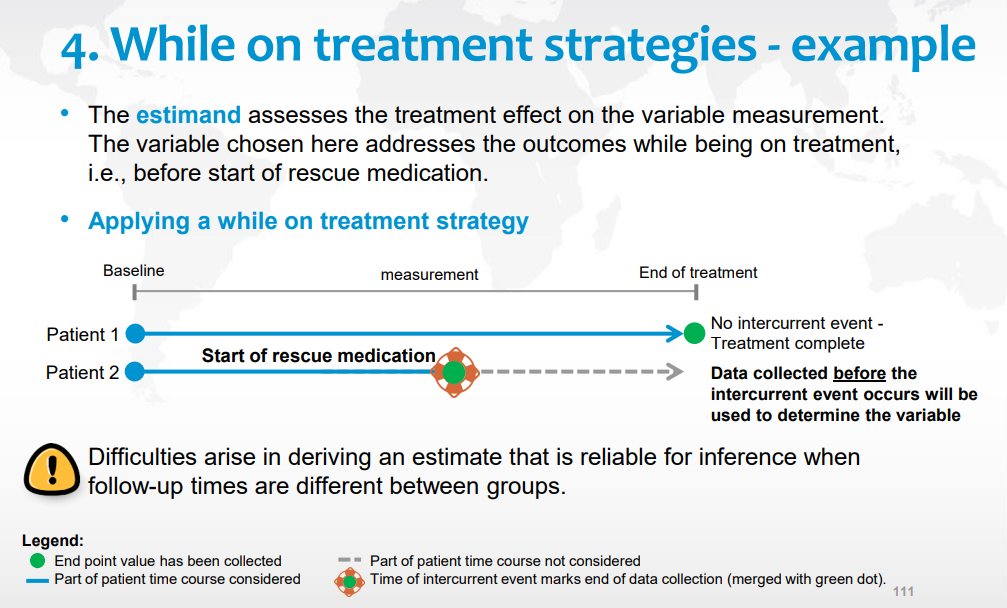 4. While on treatment strategies - example
• The estimand assesses the treatment effect on the variable measurement.
The variable chosen here addresses the outcomes while being on treatment,
i.e., before start of rescue medication.
• Applying a while on treatment strategy
Baseline
measurement
End of treatment
Patient 1
No intercurrent event -
Treatment complete
Start of rescue medication
Patient 2
Data collected before the
intercurrent event occurs will be
used to determine the variable
Difficulties arise in deriving an estimate that is reliable for inference when
follow-up times are different between groups.
Legend:
End point value has been collected
Part of patient time course considered
Part of patient time course not considered
Time of intercurrent event marks end of data collection (merged with green dot).
111